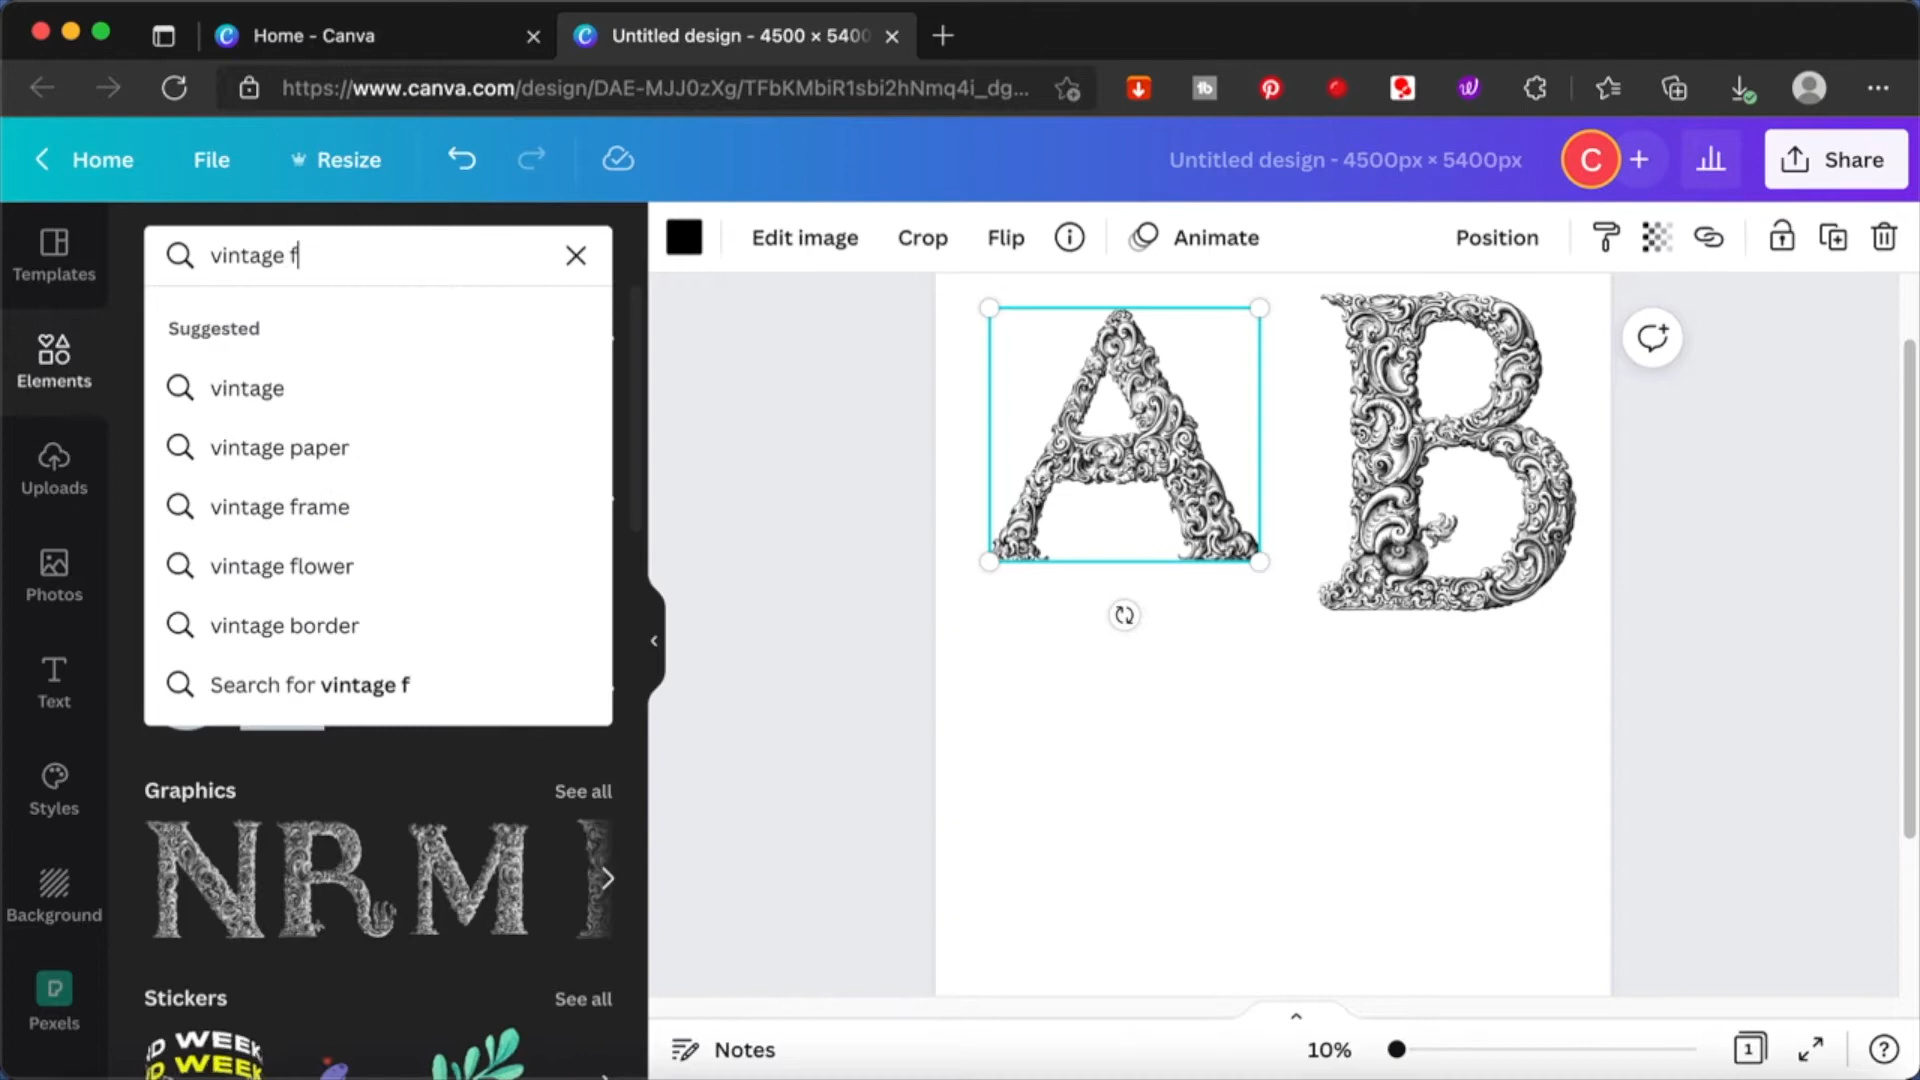 Home - Canva
Untitled design - 4500 × 5400
https://www.canva.com/design/DAE-MJJ0zXg/TFbKMbiR1sbi2hNmq4i_dg...
Home
File
Resize
Untitled design - 4500px × 5400px
C
Share
Templates
Elements
Uploads
Photos
Text
Styles
Background
Pexels
vintage f
Suggested
vintage
vintage paper
vintage frame
vintage flower
vintage border
Search for vintage f
Graphics
See all
N R M
Stickers
See all
D WEEK
D WEEK
Edit image
Crop
Flip
Animate
Position
A B
Notes
10%
1